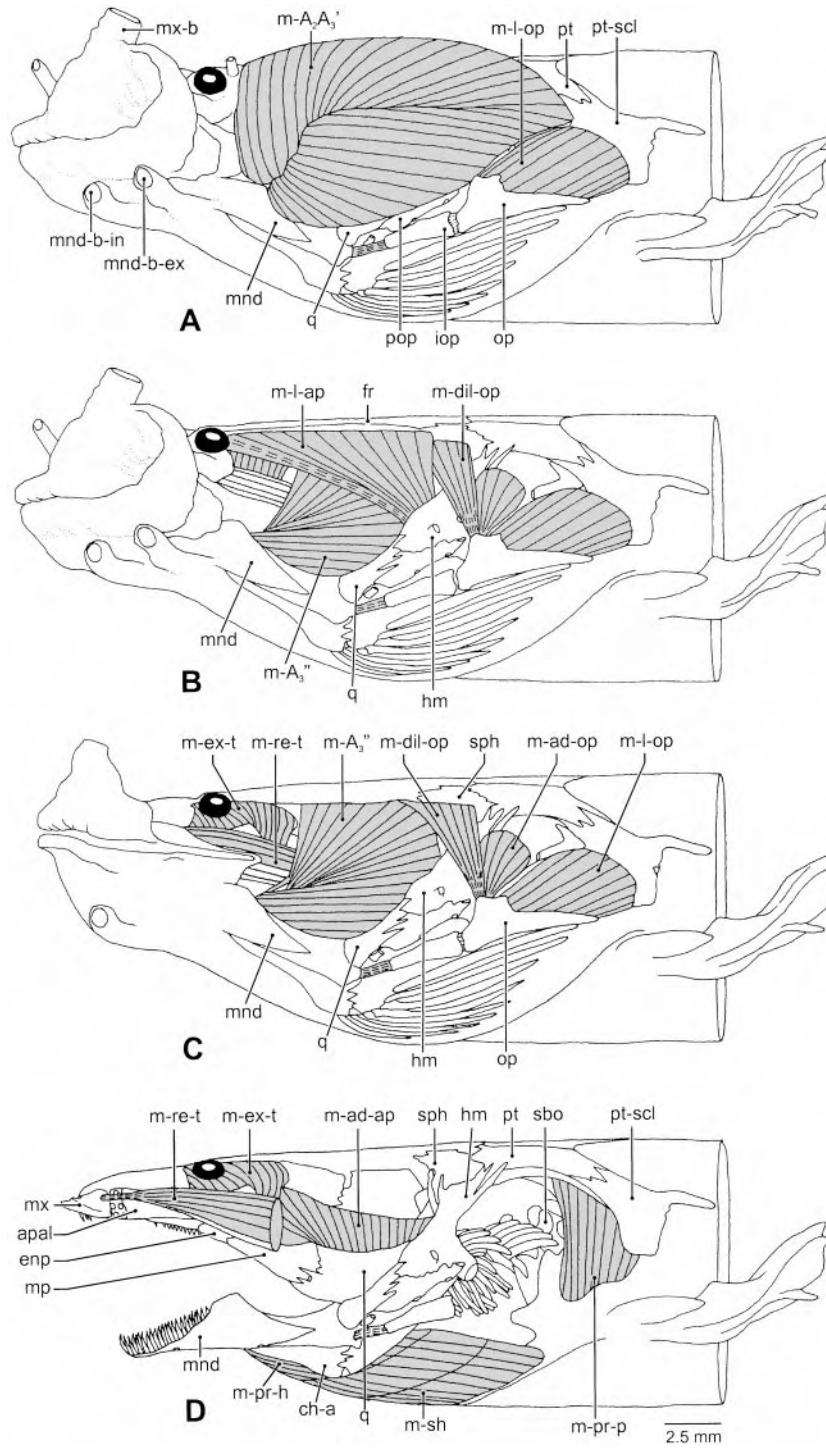 mx-b
m-A₂A₃'
m-l-op
pt
pt-scl
mnd-b-in
mnd-b-ex
mnd
q
pop
iop
op
A
m-l-ap
fr
m-dil-op
mnd
m-A₃"
q
hm
B
m-ex-t
m-re-t
m-A₃"
m-dil-op
sph
m-ad-op
m-l-op
mnd
q
hm
op
C
m-re-t
m-ex-t
m-ad-ap
sph
hm
pt
sbo
pt-scl
mx
apal
enp
mp
mnd
m-pr-h
ch-a
q
m-sh
m-pr-p
D
2.5 mm